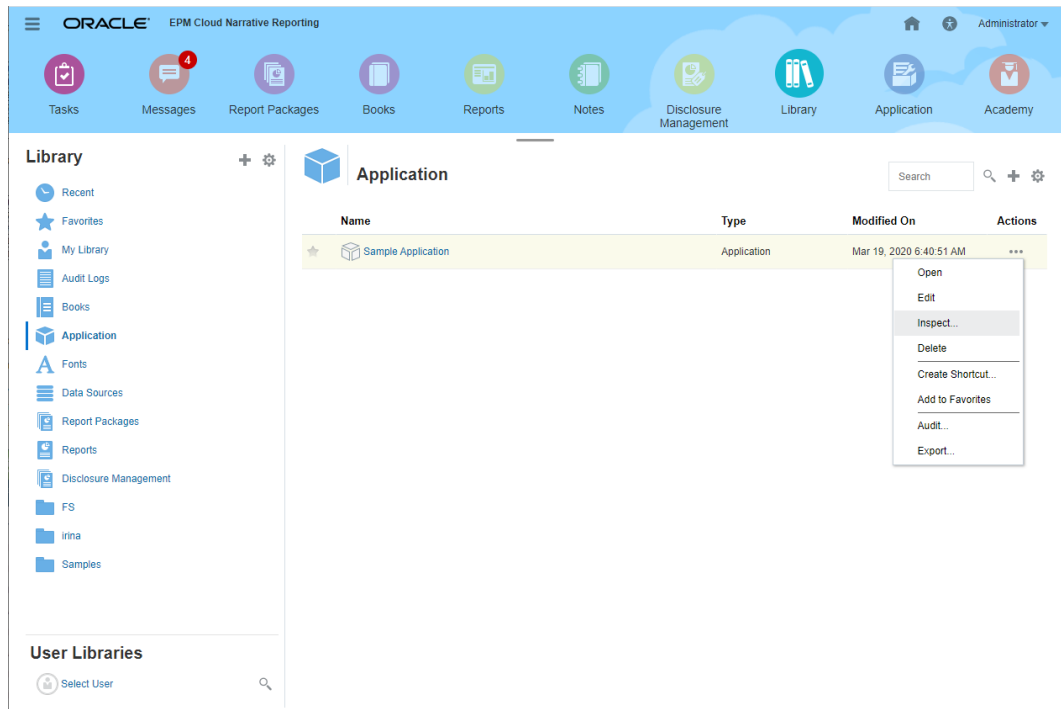 ORACLE EPM Cloud Narrative Reporting Administrator
4
Tasks Messages Report Packages Books Reports Notes Disclosure Management Library Application Academy
Library
Recent
Favorites
My Library
Audit Logs
Books
Application
Fonts
Data Sources
Report Packages
Reports
Disclosure Management
FS
irina
Samples
User Libraries
Select User
Application
Search
Name Type Modified On Actions
Sample Application Application Mar 19, 2020 6:40:51 AM
Open
Edit
Inspect...
Delete
Create Shortcut...
Add to Favorites
Audit...
Export...